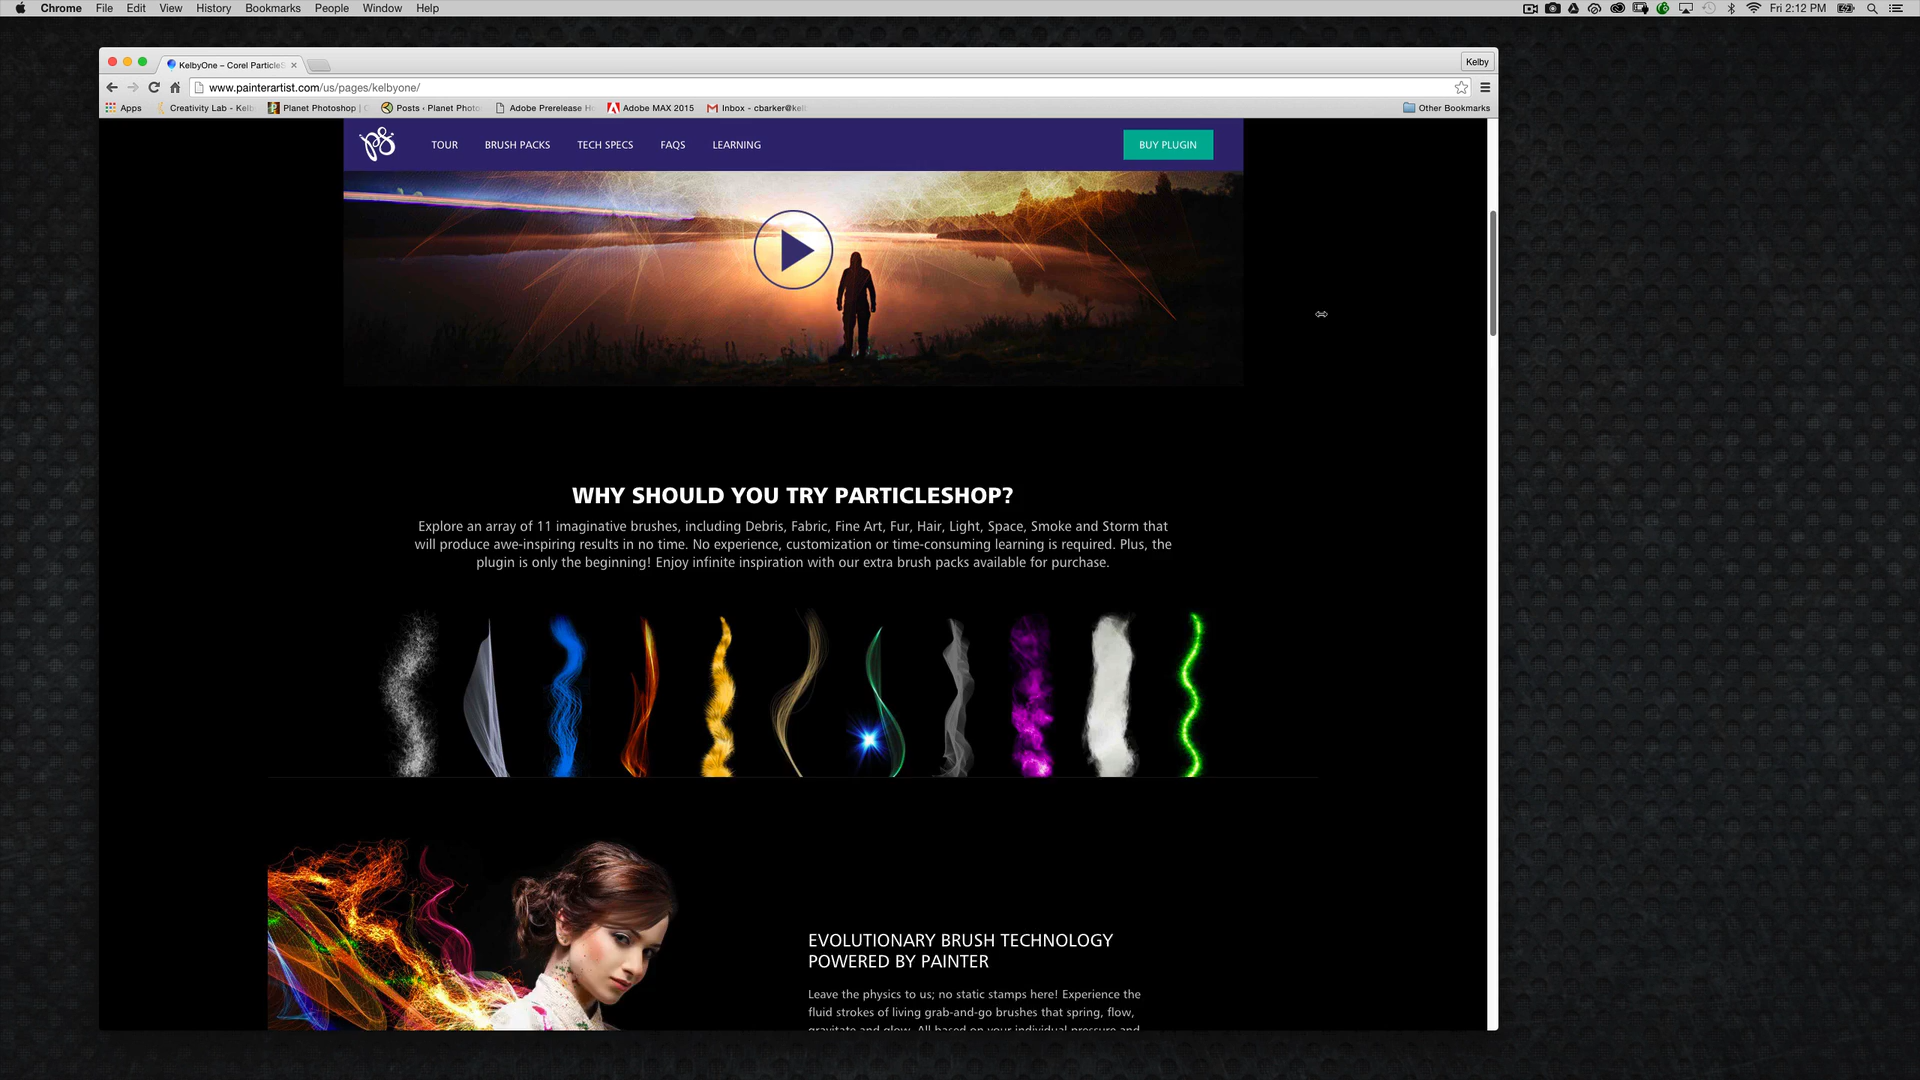 Chrome File Edit View History Bookmarks People Window Help
Fri 2:12 PM
KelbyOne – Corel ParticleS
Kelby
www.painterartist.com/us/pages/kelbyone/
Apps Creativity Lab - Kelb Planet Photoshop | Posts ‹ Planet Photo Adobe Prerelease H Adobe MAX 2015 Inbox - cbarker@kel Other Bookmarks
TOUR BRUSH PACKS TECH SPECS FAQS LEARNING BUY PLUGIN
WHY SHOULD YOU TRY PARTICLESHOP?
Explore an array of 11 imaginative brushes, including Debris, Fabric, Fine Art, Fur, Hair, Light, Space, Smoke and Storm that
will produce awe-inspiring results in no time. No experience, customization or time-consuming learning is required. Plus, the
plugin is only the beginning! Enjoy infinite inspiration with our extra brush packs available for purchase.
EVOLUTIONARY BRUSH TECHNOLOGY
POWERED BY PAINTER
Leave the physics to us; no static stamps here! Experience the
fluid strokes of living grab-and-go brushes that spring, flow,
gravitate and glow. All based on your individual pressure and